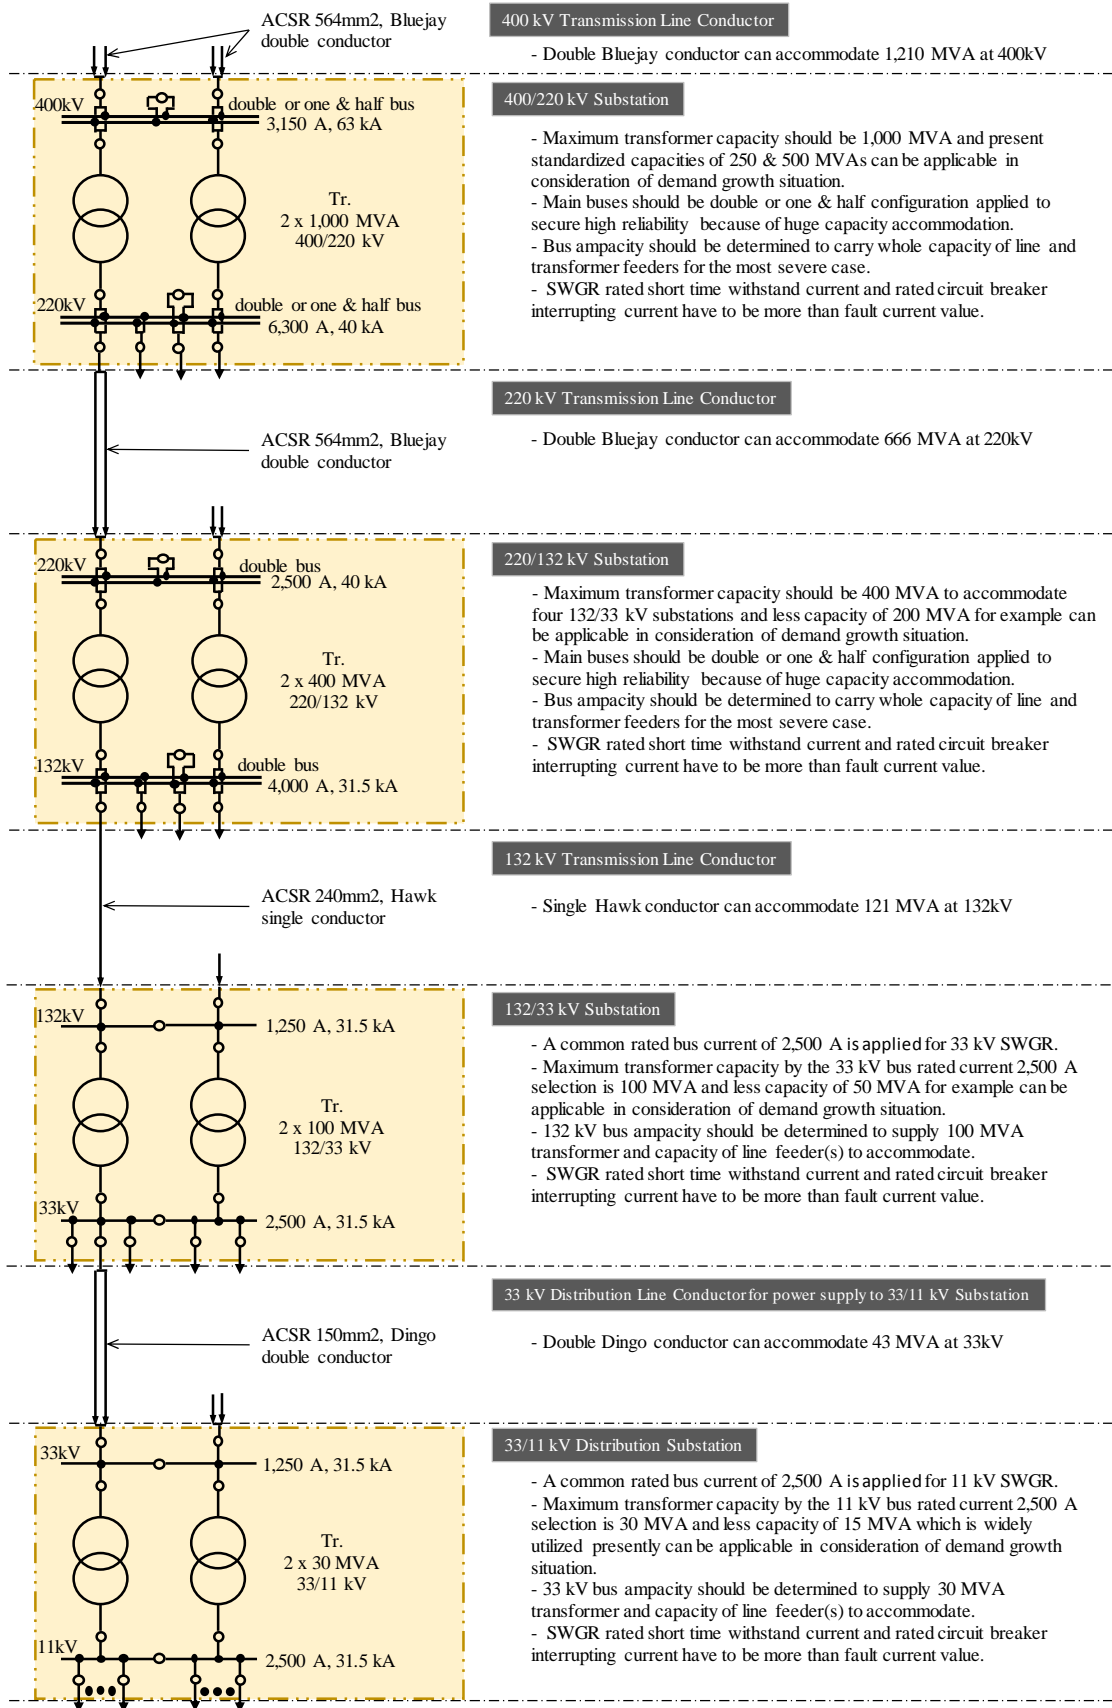 ACSR 564mm2, Bluejay
double conductor
400 kV Transmission Line Conductor
- Double Bluejay conductor can accommodate 1,210 MVA at 400kV
400kV
double or one & half bus
3,150 A, 63 kA
Tr.
2 x 1,000 MVA
400/220 kV
220kV
double or one & half bus
6,300 A, 40 kA
400/220 kV Substation
- Maximum transformer capacity should be 1,000 MVA and present
standardized capacities of 250 & 500 MVAs can be applicable in
consideration of demand growth situation.
- Main buses should be double or one & half configuration applied to
secure high reliability because of huge capacity accommodation.
- Bus ampacity should be determined to carry whole capacity of line and
transformer feeders for the most severe case.
- SWGR rated short time withstand current and rated circuit breaker
interrupting current have to be more than fault current value.
ACSR 564mm2, Bluejay
double conductor
220 kV Transmission Line Conductor
- Double Bluejay conductor can accommodate 666 MVA at 220kV
220kV
double bus
2,500 A, 40 kA
Tr.
2 x 400 MVA
220/132 kV
132kV
double bus
4,000 A, 31.5 kA
220/132 kV Substation
- Maximum transformer capacity should be 400 MVA to accommodate
four 132/33 kV substations and less capacity of 200 MVA for example can
be applicable in consideration of demand growth situation.
- Main buses should be double or one & half configuration applied to
secure high reliability because of huge capacity accommodation.
- Bus ampacity should be determined to carry whole capacity of line and
transformer feeders for the most severe case.
- SWGR rated short time withstand current and rated circuit breaker
interrupting current have to be more than fault current value.
ACSR 240mm2, Hawk
single conductor
132 kV Transmission Line Conductor
- Single Hawk conductor can accommodate 121 MVA at 132kV
132kV
1,250 A, 31.5 kA
Tr.
2 x 100 MVA
132/33 kV
33kV
2,500 A, 31.5 kA
132/33 kV Substation
- A common rated bus current of 2,500 A is applied for 33 kV SWGR.
- Maximum transformer capacity by the 33 kV bus rated current 2,500 A
selection is 100 MVA and less capacity of 50 MVA for example can be
applicable in consideration of demand growth situation.
- 132 kV bus ampacity should be determined to supply 100 MVA
transformer and capacity of line feeder(s) to accommodate.
- SWGR rated short time withstand current and rated circuit breaker
interrupting current have to be more than fault current value.
ACSR 150mm2, Dingo
double conductor
33 kV Distribution Line Conductor for power supply to 33/11 kV Substation
- Double Dingo conductor can accommodate 43 MVA at 33kV
33kV
1,250 A, 31.5 kA
Tr.
2 x 30 MVA
33/11 kV
11kV
2,500 A, 31.5 kA
33/11 kV Distribution Substation
- A common rated bus current of 2,500 A is applied for 11 kV SWGR.
- Maximum transformer capacity by the 11 kV bus rated current 2,500 A
selection is 30 MVA and less capacity of 15 MVA which is widely
utilized presently can be applicable in consideration of demand growth
situation.
- 33 kV bus ampacity should be determined to supply 30 MVA
transformer and capacity of line feeder(s) to accommodate.
- SWGR rated short time withstand current and rated circuit breaker
interrupting current have to be more than fault current value.